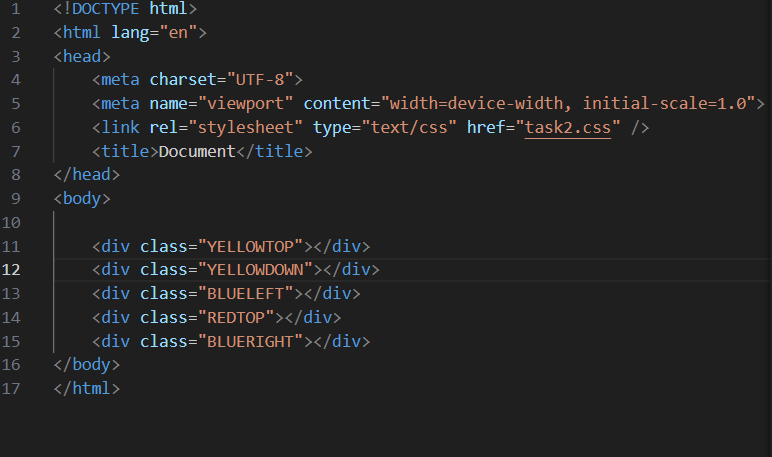 1 <!DOCTYPE html>
2 <html lang="en">
3 <head>
4     <meta charset="UTF-8">
5     <meta name="viewport" content="width=device-width, initial-scale=1.0">
6     <link rel="stylesheet" type="text/css" href="task2.css" />
7     <title>Document</title>
8 </head>
9 <body>
10
11     <div class="YELLOWTOP"></div>
12     <div class="YELLOWDOWN"></div>
13     <div class="BLUELEFT"></div>
14     <div class="REDTOP"></div>
15     <div class="BLUERIGHT"></div>
16 </body>
17 </html>